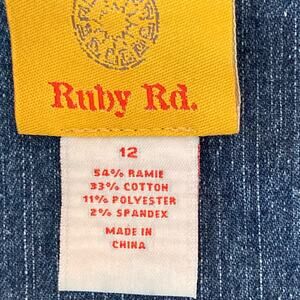 Ruby Rd.
12
54% RAMIE
33% COTTON
11% POLYESTER
2% SPANDEX
MADE IN
CHINA